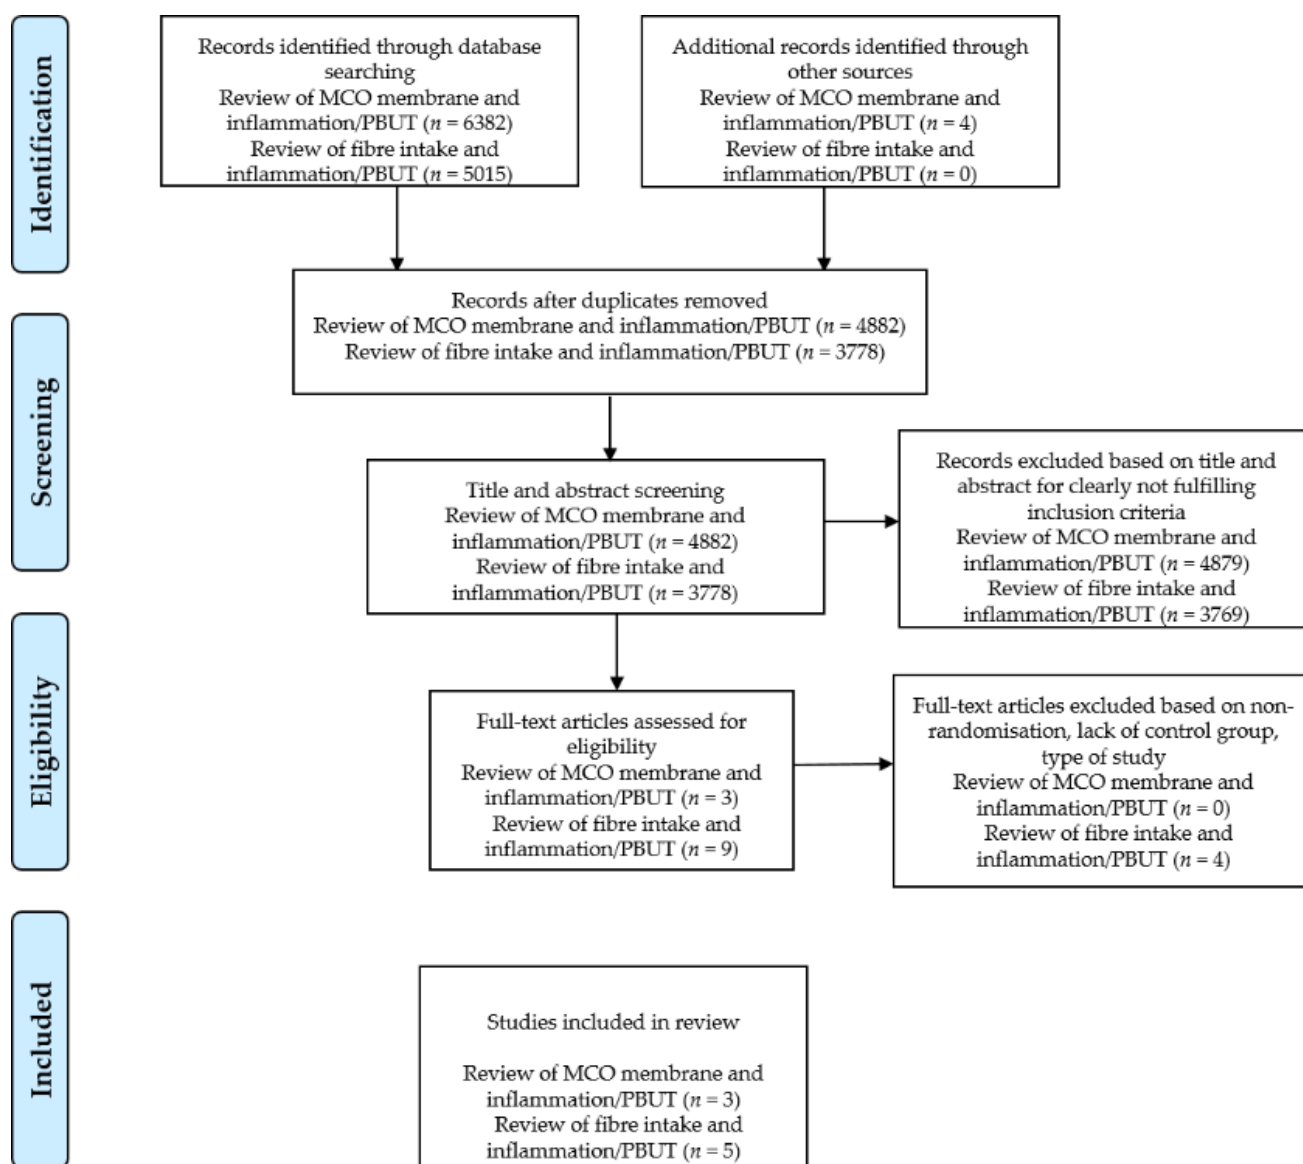 Identification
Records identified through database
searching
Review of MCO membrane and
inflammation/PBUT (n = 6382)
Review of fibre intake and
inflammation/PBUT (n = 5015)
Additional records identified through
other sources
Review of MCO membrane and
inflammation/PBUT (n = 4)
Review of fibre intake and
inflammation/PBUT (n = 0)
Records after duplicates removed
Review of MCO membrane and inflammation/PBUT (n = 4882)
Review of fibre intake and inflammation/PBUT (n = 3778)
Screening
Title and abstract screening
Review of MCO membrane and
inflammation/PBUT (n = 4882)
Review of fibre intake and
inflammation/PBUT (n = 3778)
Records excluded based on title and
abstract for clearly not fulfilling
inclusion criteria
Review of MCO membrane and
inflammation/PBUT (n = 4879)
Review of fibre intake and
inflammation/PBUT (n = 3769)
Eligibility
Full-text articles assessed for
eligibility
Review of MCO membrane and
inflammation/PBUT (n = 3)
Review of fibre intake and
inflammation/PBUT (n = 9)
Full-text articles excluded based on non-
randomisation, lack of control group,
type of study
Review of MCO membrane and
inflammation/PBUT (n = 0)
Review of fibre intake and
inflammation/PBUT (n = 4)
Included
Studies included in review
Review of MCO membrane and
inflammation/PBUT (n = 3)
Review of fibre intake and
inflammation/PBUT (n = 5)